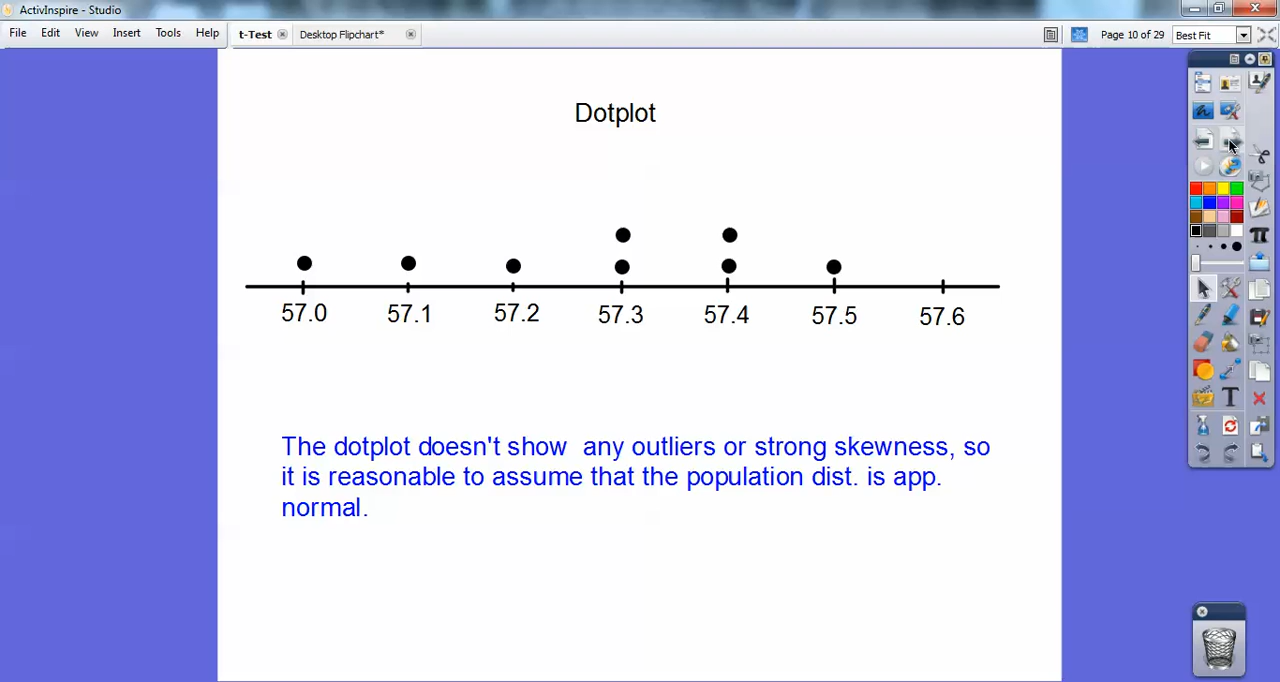 ActivInspire - Studio
File Edit View Insert Tools Help t-Test Desktop Flipchart* Page 10 of 29 Best Fit
Dotplot
57.0 57.1 57.2 57.3 57.4 57.5 57.6
The dotplot doesn't show any outliers or strong skewness, so
it is reasonable to assume that the population dist. is app.
normal.